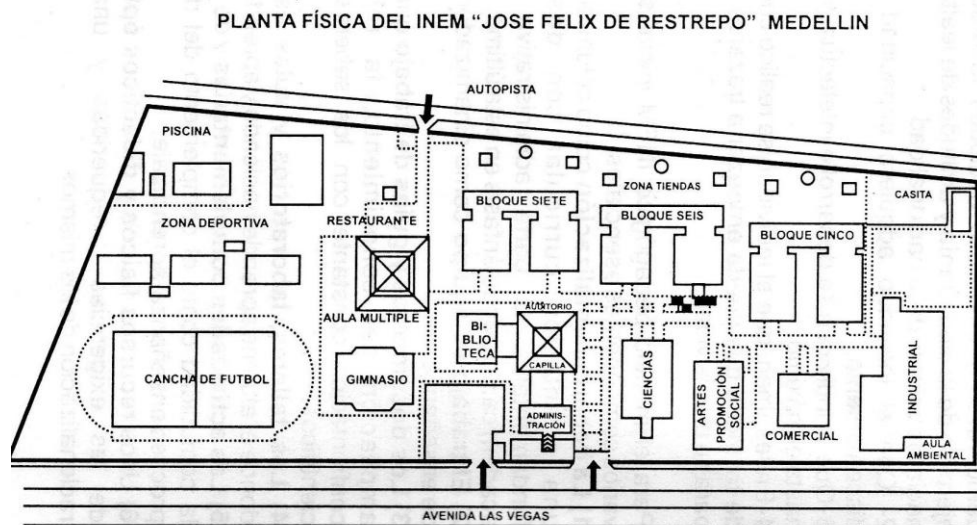 PLANTA FÍSICA DEL INEM “JOSE FELIX DE RESTREPO” MEDELLIN
AUTOPISTA
PISCINA
ZONA DEPORTIVA
RESTAURANTE
AULA MULTIPLE
BLOQUE SIETE
ZONA TIENDAS
BLOQUE SEIS
BLOQUE CINCO
CASITA
AUDITORIO
BI-
BLIO-
TECA
CAPILLA
CANCHA DE FUTBOL
GIMNASIO
ADMINIS-
TRACIÓN
CIENCIAS
ARTES
PROMOCIÓN
SOCIAL
COMERCIAL
INDUSTRIAL
AULA
AMBIENTAL
AVENIDA LAS VEGAS